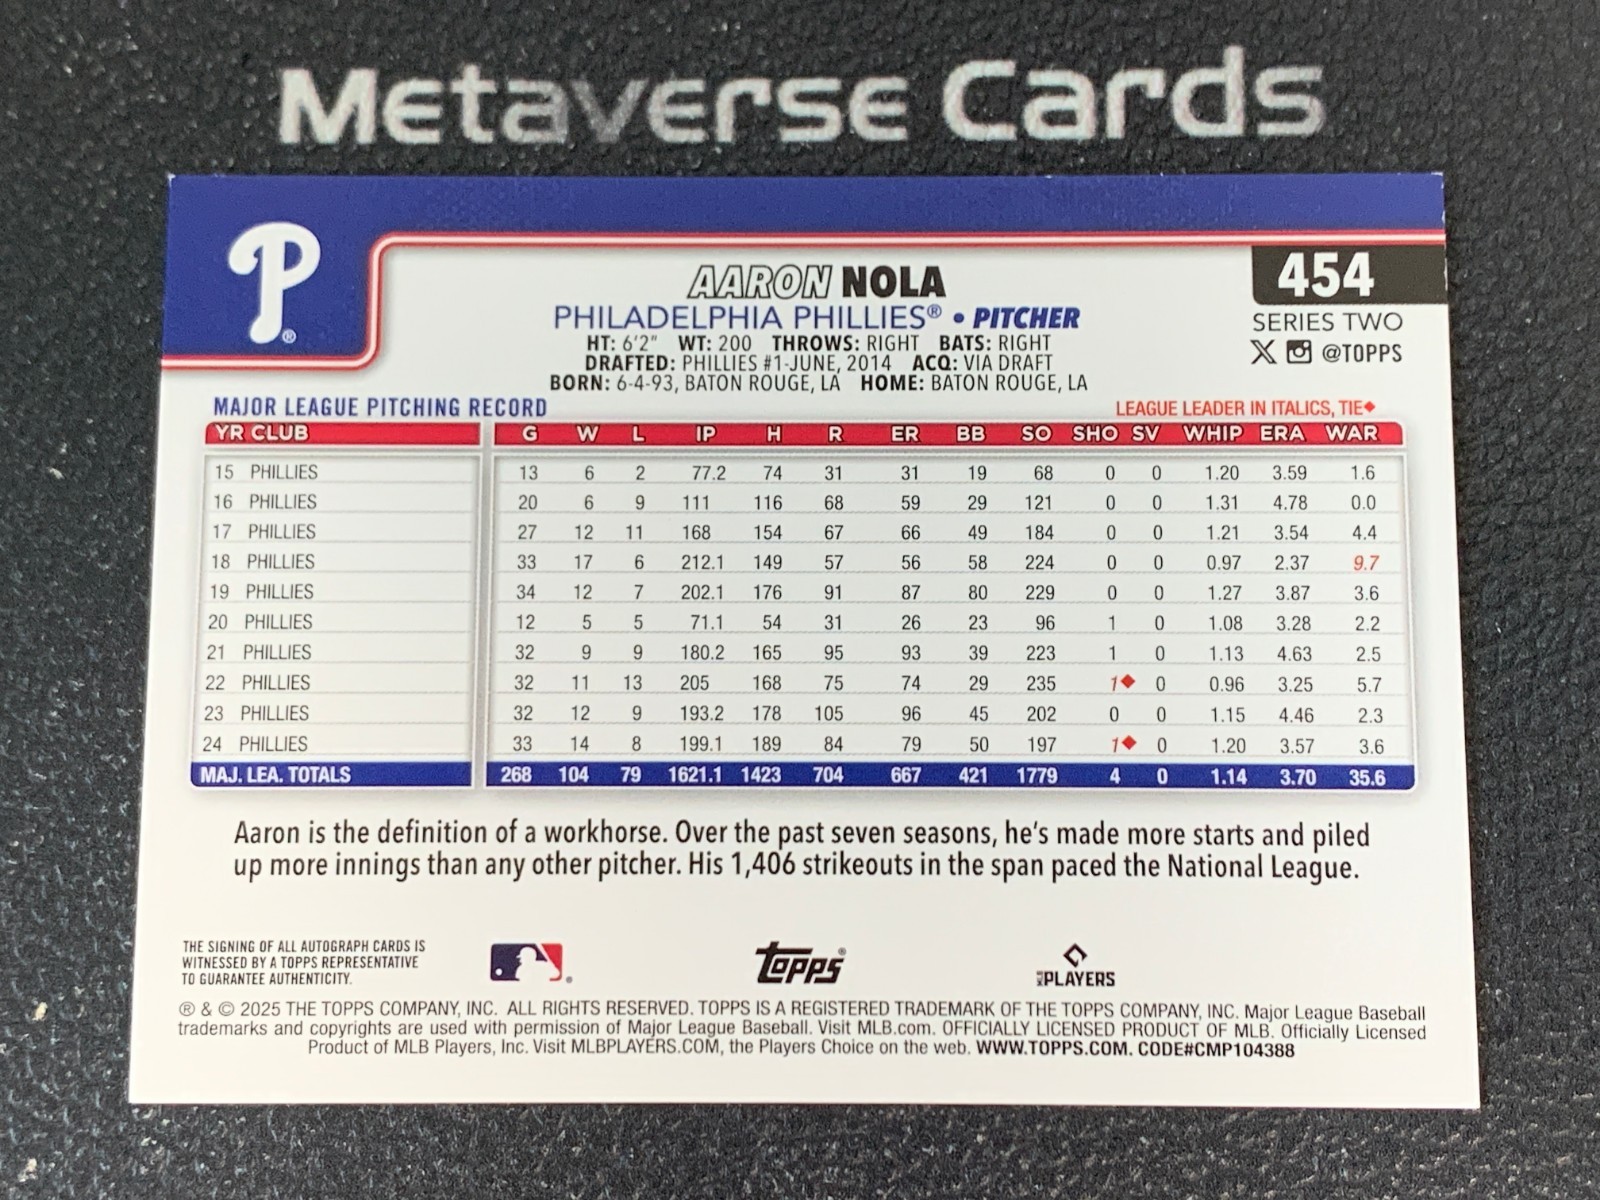 Metaverse Cards
P®
AARON NOLA
454
PHILADELPHIA PHILLIES® • PITCHER
SERIES TWO
HT: 6'2" WT: 200 THROWS: RIGHT BATS: RIGHT
X @TOPPS
DRAFTED: PHILLIES #1-JUNE, 2014 ACQ: VIA DRAFT
BORN: 6-4-93, BATON ROUGE, LA HOME: BATON ROUGE, LA
MAJOR LEAGUE PITCHING RECORD LEAGUE LEADER IN ITALICS, TIE◆
YR CLUB G W L IP H R ER BB SO SHO SV WHIP ERA WAR
15 PHILLIES 13 6 2 77.2 74 31 31 19 68 0 0 1.20 3.59 1.6
16 PHILLIES 20 6 9 111 116 68 59 29 121 0 0 1.31 4.78 0.0
17 PHILLIES 27 12 11 168 154 67 66 49 184 0 0 1.21 3.54 4.4
18 PHILLIES 33 17 6 212.1 149 57 56 58 224 0 0 0.97 2.37 9.7
19 PHILLIES 34 12 7 202.1 176 91 87 80 229 0 0 1.27 3.87 3.6
20 PHILLIES 12 5 5 71.1 54 31 26 23 96 1 0 1.08 3.28 2.2
21 PHILLIES 32 9 9 180.2 165 95 93 39 223 1 0 1.13 4.63 2.5
22 PHILLIES 32 11 13 205 168 75 74 29 235 1◆ 0 0.96 3.25 5.7
23 PHILLIES 32 12 9 193.2 178 105 96 45 202 0 0 1.15 4.46 2.3
24 PHILLIES 33 14 8 199.1 189 84 79 50 197 1◆ 0 1.20 3.57 3.6
MAJ. LEA. TOTALS 268 104 79 1621.1 1423 704 667 421 1779 4 0 1.14 3.70 35.6
Aaron is the definition of a workhorse. Over the past seven seasons, he's made more starts and piled
up more innings than any other pitcher. His 1,406 strikeouts in the span paced the National League.
THE SIGNING OF ALL AUTOGRAPH CARDS IS
WITNESSED BY A TOPPS REPRESENTATIVE
TO GUARANTEE AUTHENTICITY.
Topps®
MLB PLAYERS
® & © 2025 THE TOPPS COMPANY, INC. ALL RIGHTS RESERVED. TOPPS IS A REGISTERED TRADEMARK OF THE TOPPS COMPANY, INC. Major League Baseball
trademarks and copyrights are used with permission of Major League Baseball. Visit MLB.com. OFFICIALLY LICENSED PRODUCT OF MLB. Officially Licensed
Product of MLB Players, Inc. Visit MLBPLAYERS.COM, the Players Choice on the web. WWW.TOPPS.COM. CODE#CMP104388